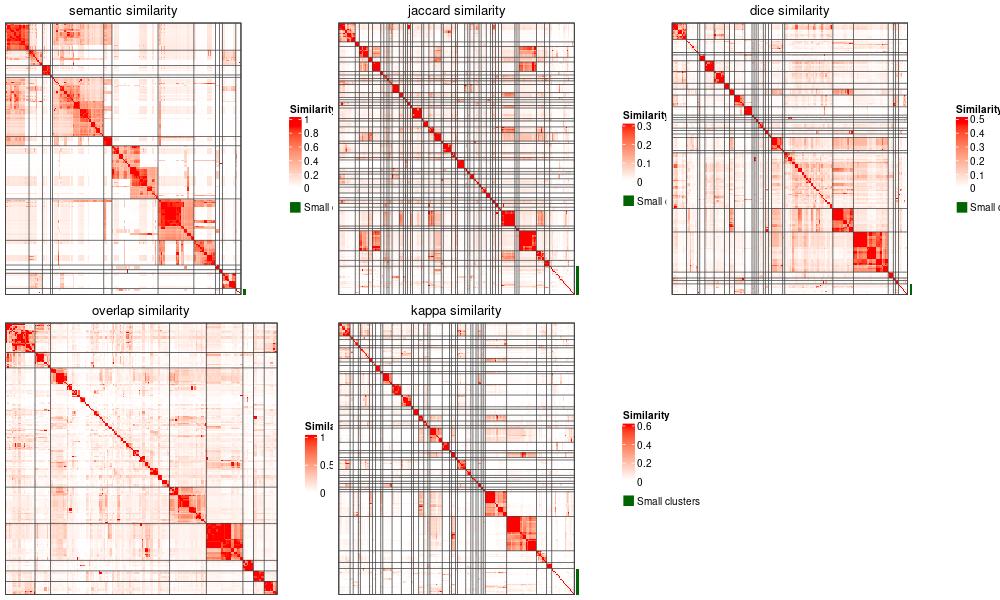 semantic similarity
Similarity
1
0.8
0.6
0.4
0.2
0
Small
jaccard similarity
Similarity
0.3
0.2
0.1
0
Small
dice similarity
Similarity
0.5
0.4
0.3
0.2
0.1
0
Small
overlap similarity
Simila
1
0.5
0
kappa similarity
Similarity
0.6
0.4
0.2
0
Small clusters